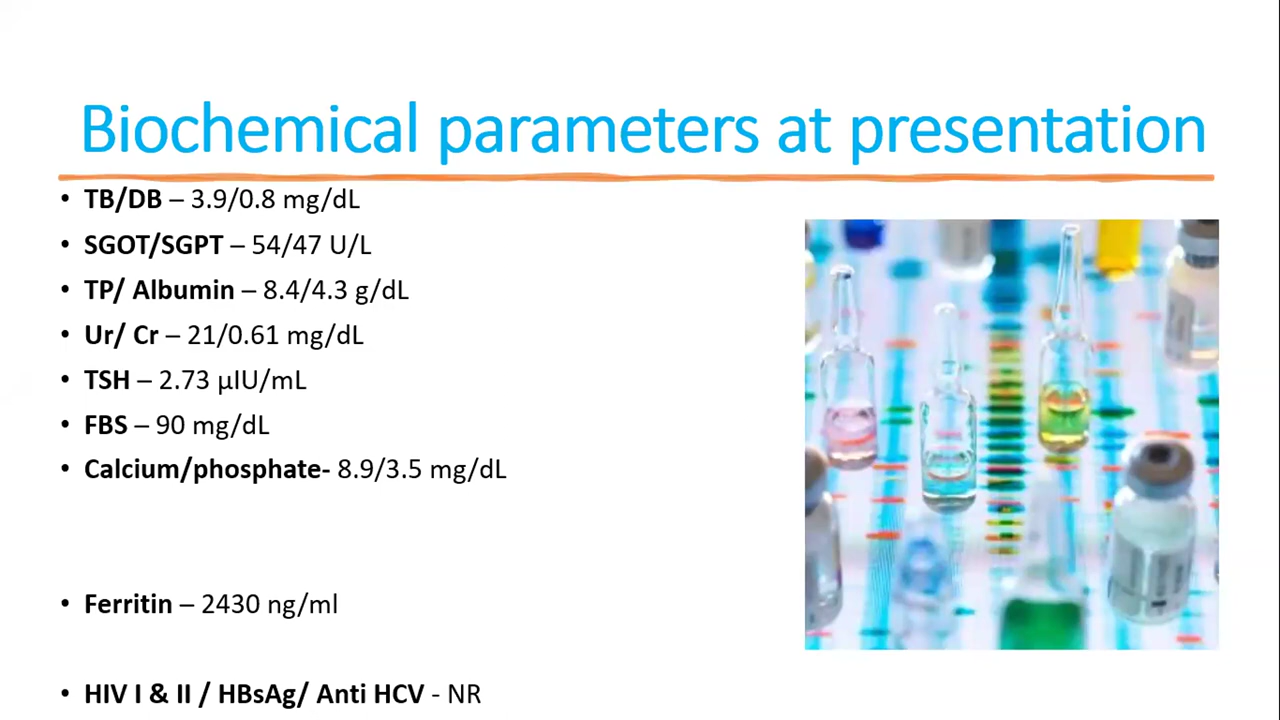 Biochemical parameters at presentation
• TB/DB – 3.9/0.8 mg/dL
• SGOT/SGPT – 54/47 U/L
• TP/ Albumin – 8.4/4.3 g/dL
• Ur/ Cr – 21/0.61 mg/dL
• TSH – 2.73 µIU/mL
• FBS – 90 mg/dL
• Calcium/phosphate- 8.9/3.5 mg/dL
• Ferritin – 2430 ng/ml
• HIV I & II / HBsAg/ Anti HCV - NR